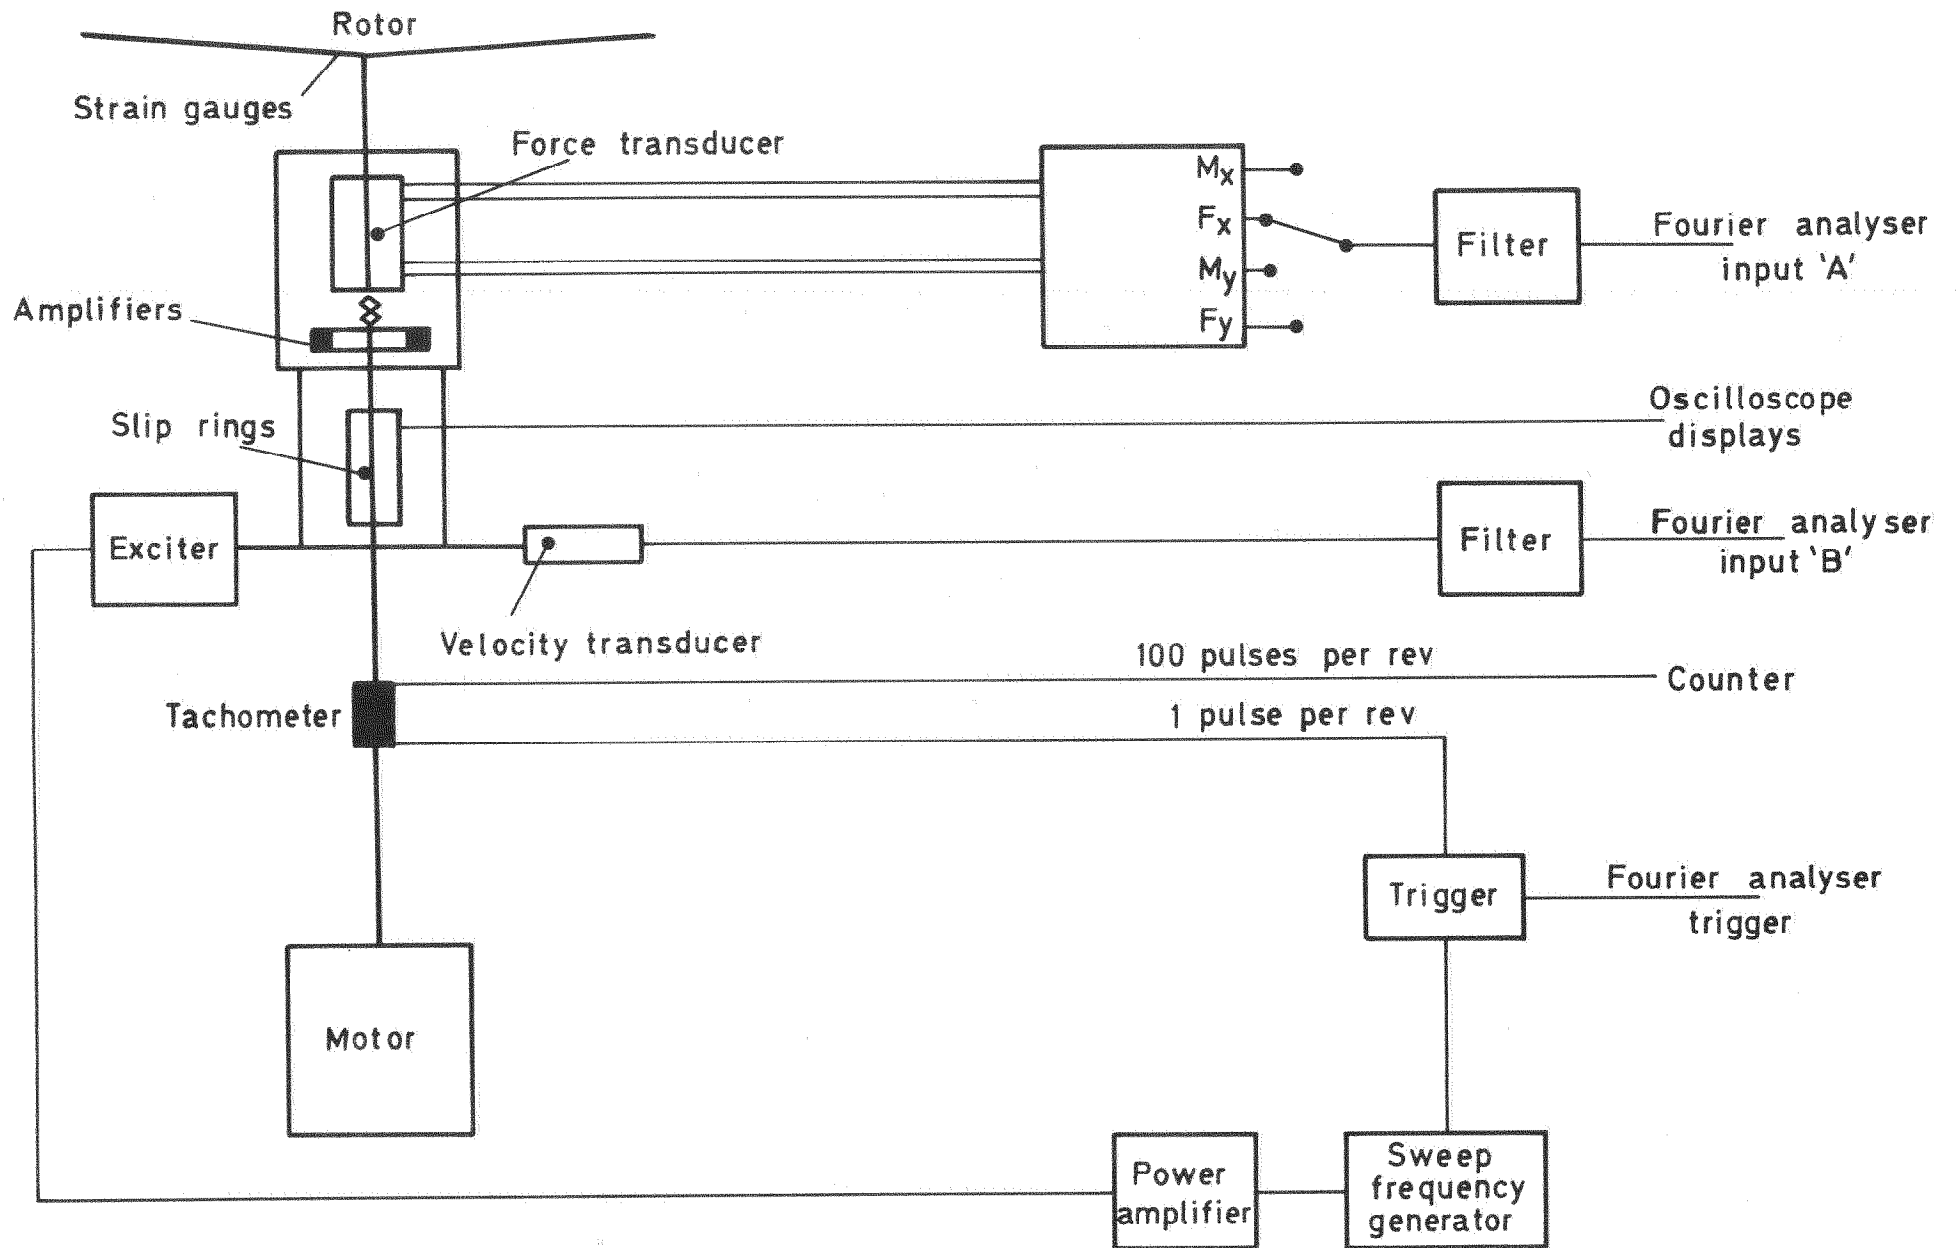 Rotor
Strain gauges
Force transducer
Mx
Fx
My
Fy
Filter
Fourier analyser
input 'A'
Amplifiers
Slip rings
Oscilloscope
displays
Exciter
Filter
Fourier analyser
input 'B'
Velocity transducer
100 pulses per rev
Counter
Tachometer
1 pulse per rev
Trigger
Fourier analyser
trigger
Motor
Power
amplifier
Sweep
frequency
generator